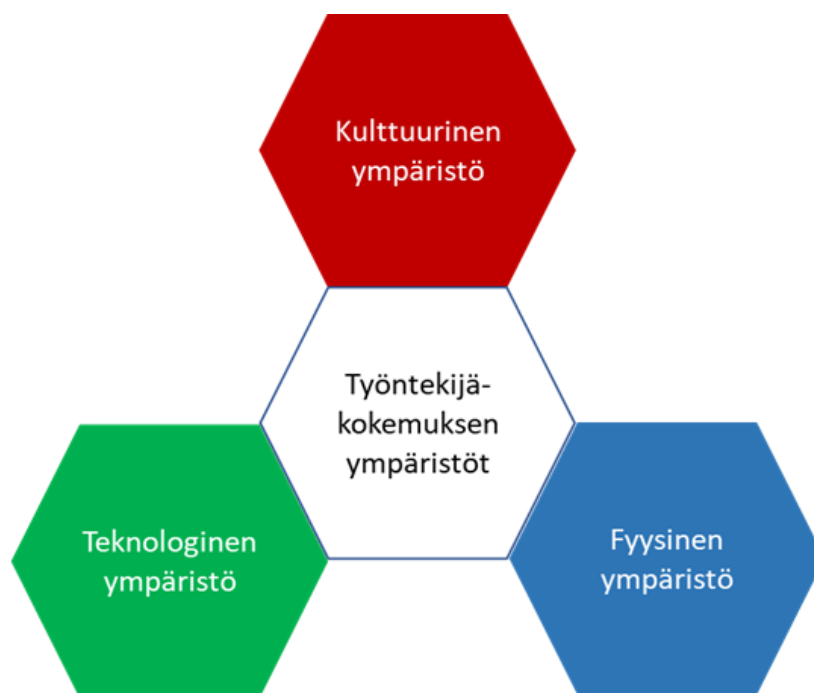 Kulttuurinen
ympäristö
Työntekijä-
kokemuksen
ympäristöt
Teknologinen
ympäristö
Fyysinen
ympäristö